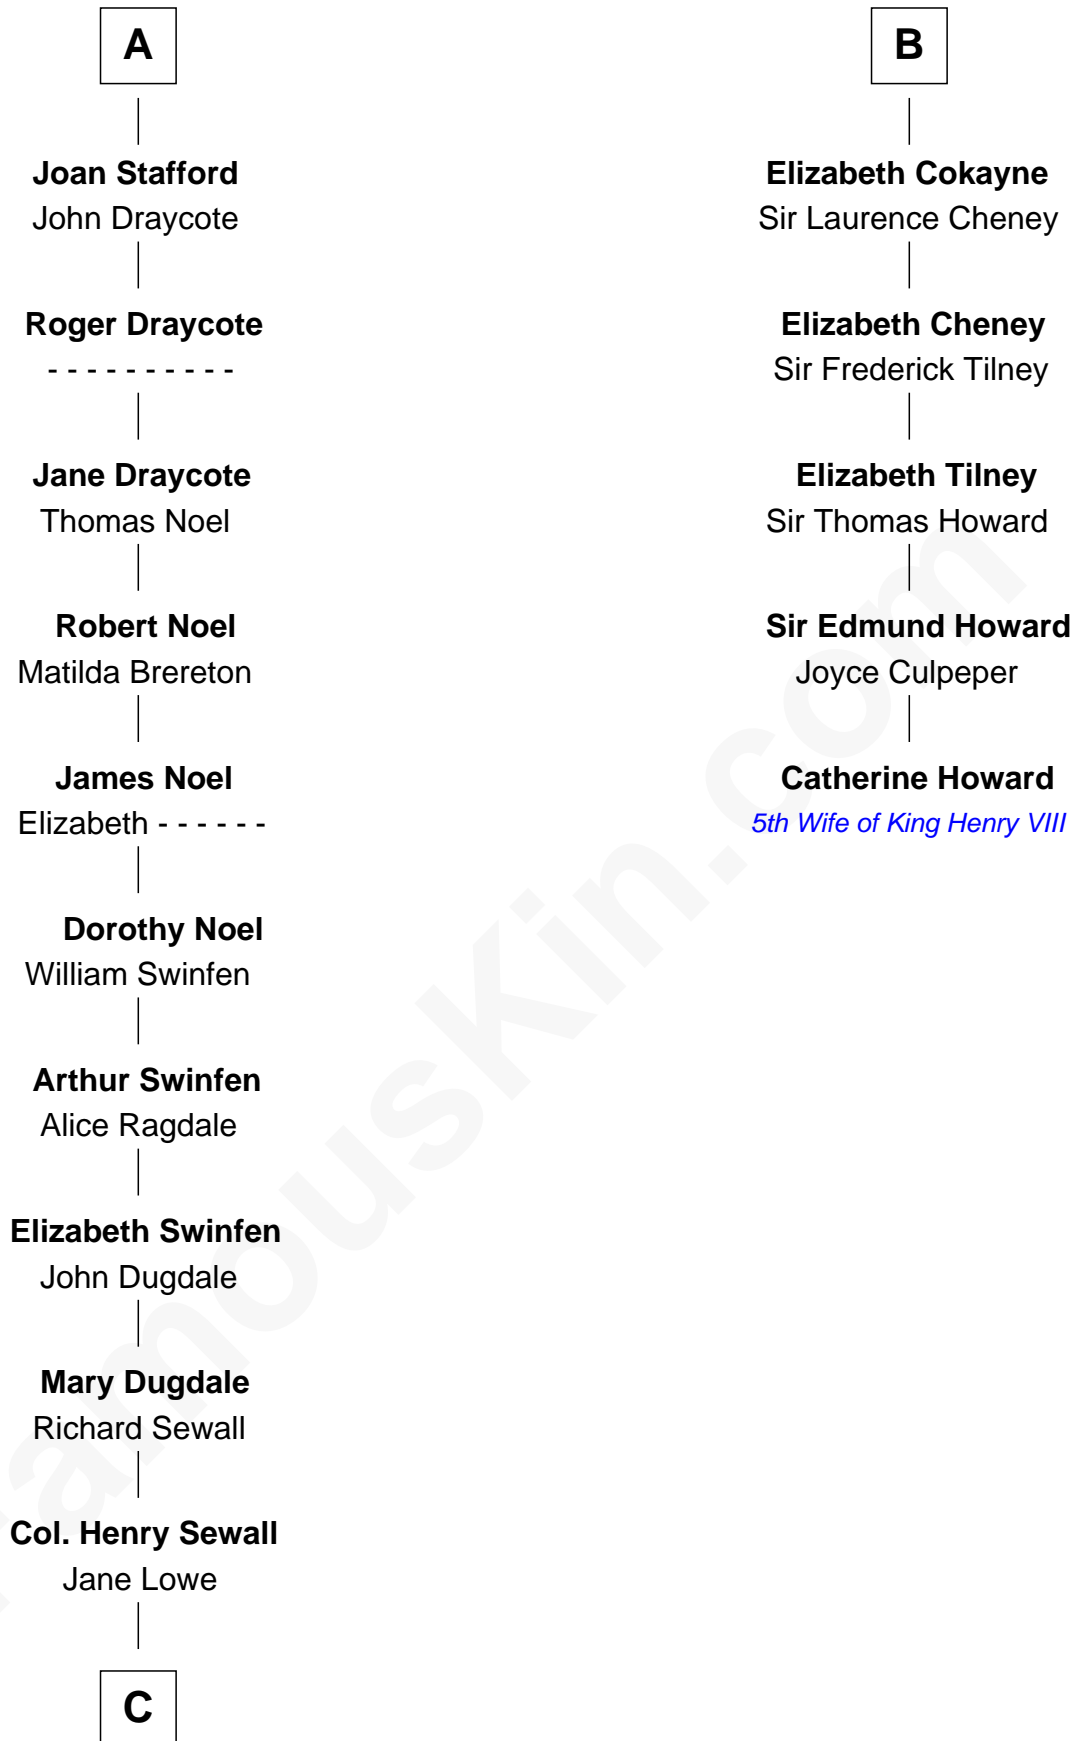 A
Joan Stafford
John Draycote
Roger Draycote
- - - - - - - - - -
Jane Draycote
Thomas Noel
Robert Noel
Matilda Brereton
James Noel
Elizabeth - - - - - -
Dorothy Noel
William Swinfen
Arthur Swinfen
Alice Ragdale
Elizabeth Swinfen
John Dugdale
Mary Dugdale
Richard Sewall
Col. Henry Sewall
Jane Lowe
C
B
Elizabeth Cokayne
Sir Laurence Cheney
Elizabeth Cheney
Sir Frederick Tilney
Elizabeth Tilney
Sir Thomas Howard
Sir Edmund Howard
Joyce Culpeper
Catherine Howard
5th Wife of King Henry VIII
FamousKin.com